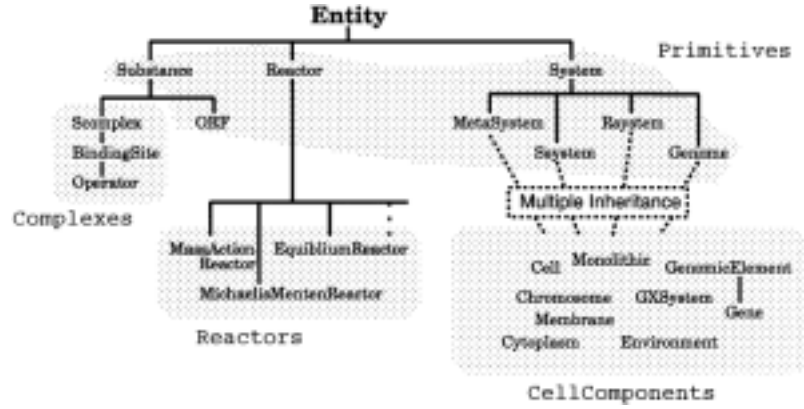 Entity
Primitives
Substance
Reactor
System
Scomplex
ORF
MetaSystem
Rsystem
BindingSite
Ssystem
Genome
Operator
Multiple Inheritance
Complexes
MassAction
Reactor
EquibliumReactor
MichaelisMentenReactor
Cell
Monolithic
GenomicElement
Chromosome
GXSystem
Gene
Membrane
Cytoplasm
Environment
Reactors
CellComponents